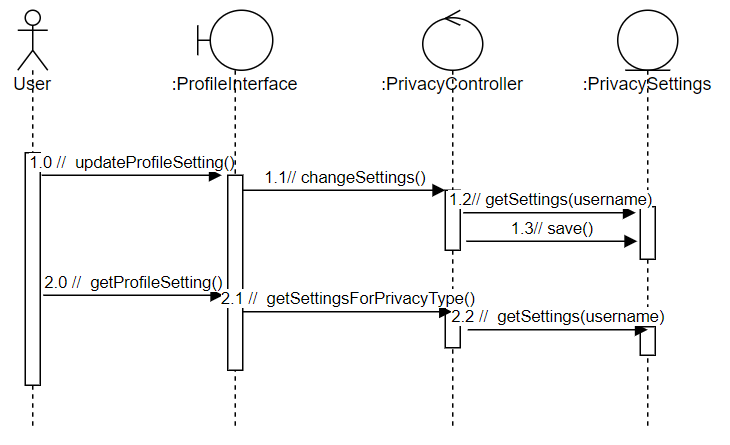 User
:ProfileInterface
:PrivacyController
:PrivacySettings
1.0 // updateProfileSetting()
1.1// changeSettings()
1.2// getSettings(username)
1.3// save()
2.0 // getProfileSetting()
2.1 // getSettingsForPrivacyType()
2.2 // getSettings(username)